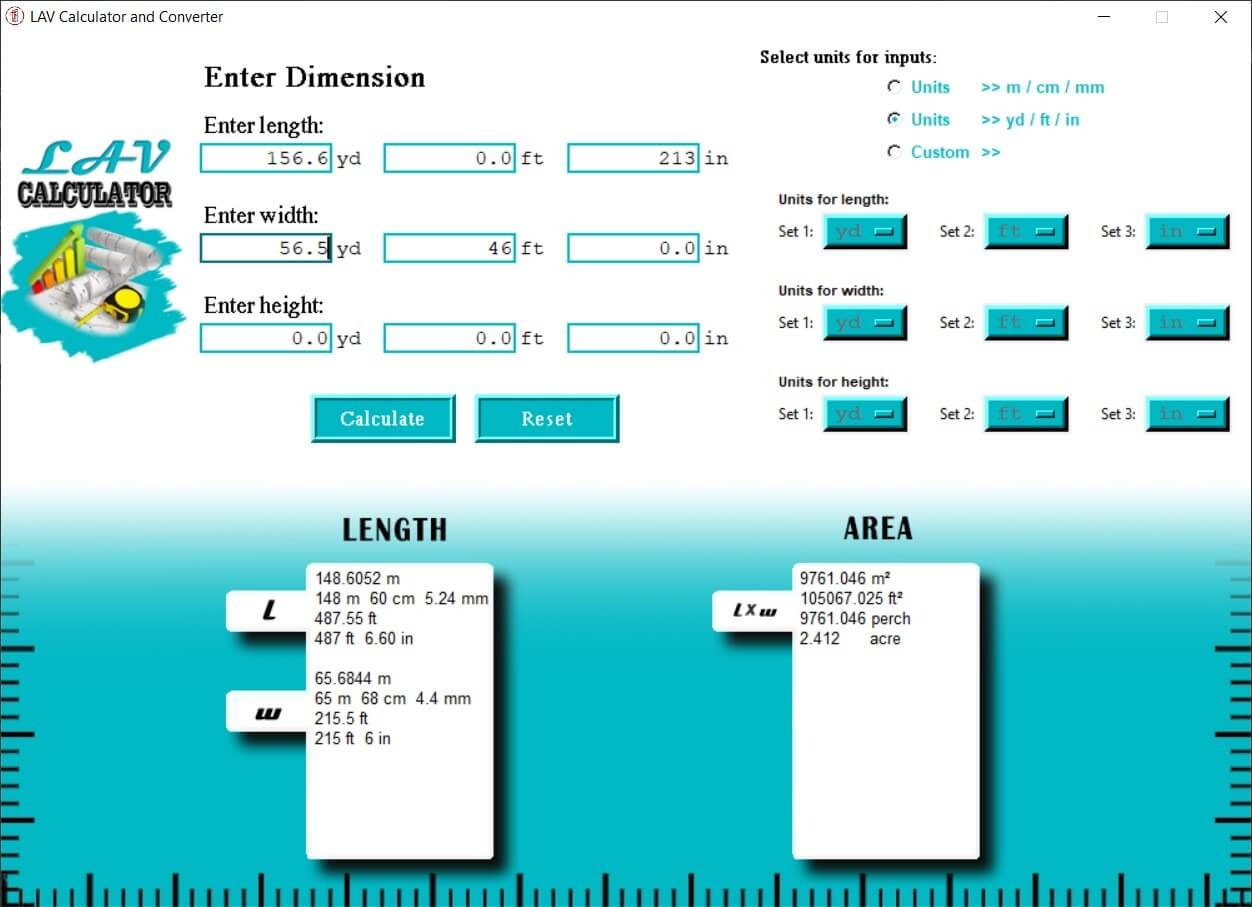 LAV Calculator and Converter
Enter Dimension
Enter length:
156.6 yd 0.0 ft 213 in
Enter width:
56.5 yd 46 ft 0.0 in
Enter height:
0.0 yd 0.0 ft 0.0 in
Calculate Reset
LAV
CALCULATOR
Select units for inputs:
Units >> m / cm / mm
Units >> yd / ft / in
Custom >>
Units for length:
Set 1: yd Set 2: ft Set 3: in
Units for width:
Set 1: yd Set 2: ft Set 3: in
Units for height:
Set 1: yd Set 2: ft Set 3: in
LENGTH
L
148.6052 m
148 m 60 cm 5.24 mm
487.55 ft
487 ft 6.60 in
w
65.6844 m
65 m 68 cm 4.4 mm
215.5 ft
215 ft 6 in
AREA
L x w
9761.046 m²
105067.025 ft²
9761.046 perch
2.412 acre